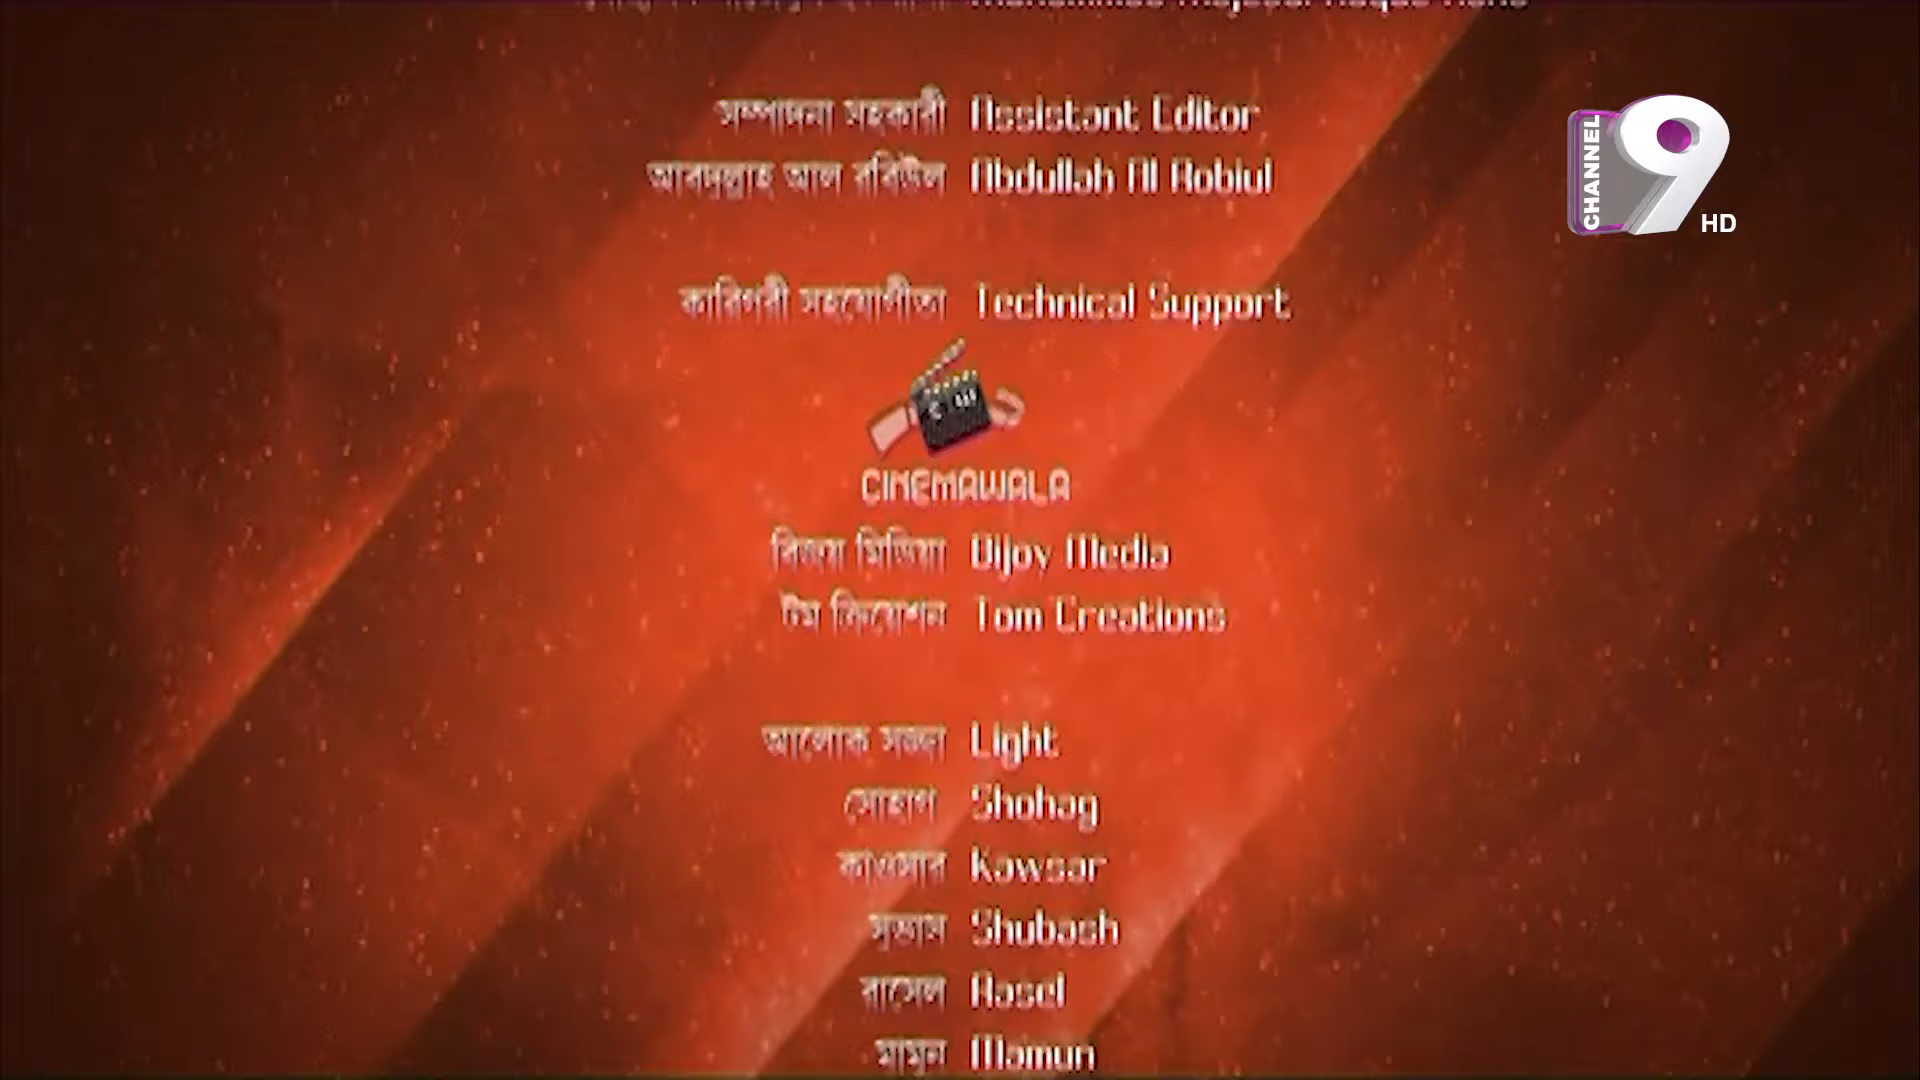 সম্পাদনা সহকারী Assistant Editor
আবদুল্লাহ আল রবিউল Abdullah Al Robiul
কারিগরী সহযোগীতা Technical Support
CINEMAWALA
বিজয় মিডিয়া Bijoy Media
টম ক্রিয়েশন Tom Creations
আলোক সজ্জা Light
সোহাগ Shohag
কাওসার Kawsar
সুভাস Shubash
রাসেল Rasel
মামুন Mamun
CHANNEL 9 HD